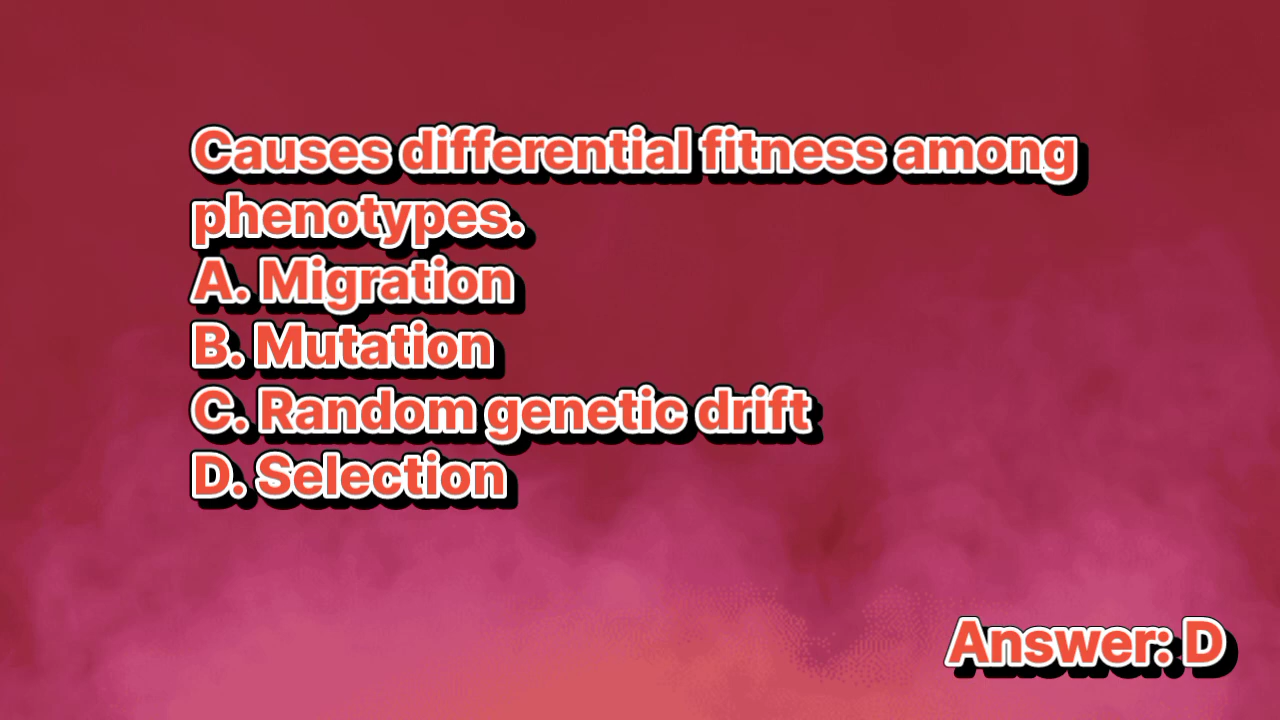 Causes differential fitness among
phenotypes.
A. Migration
B. Mutation
C. Random genetic drift
D. Selection
Answer: D